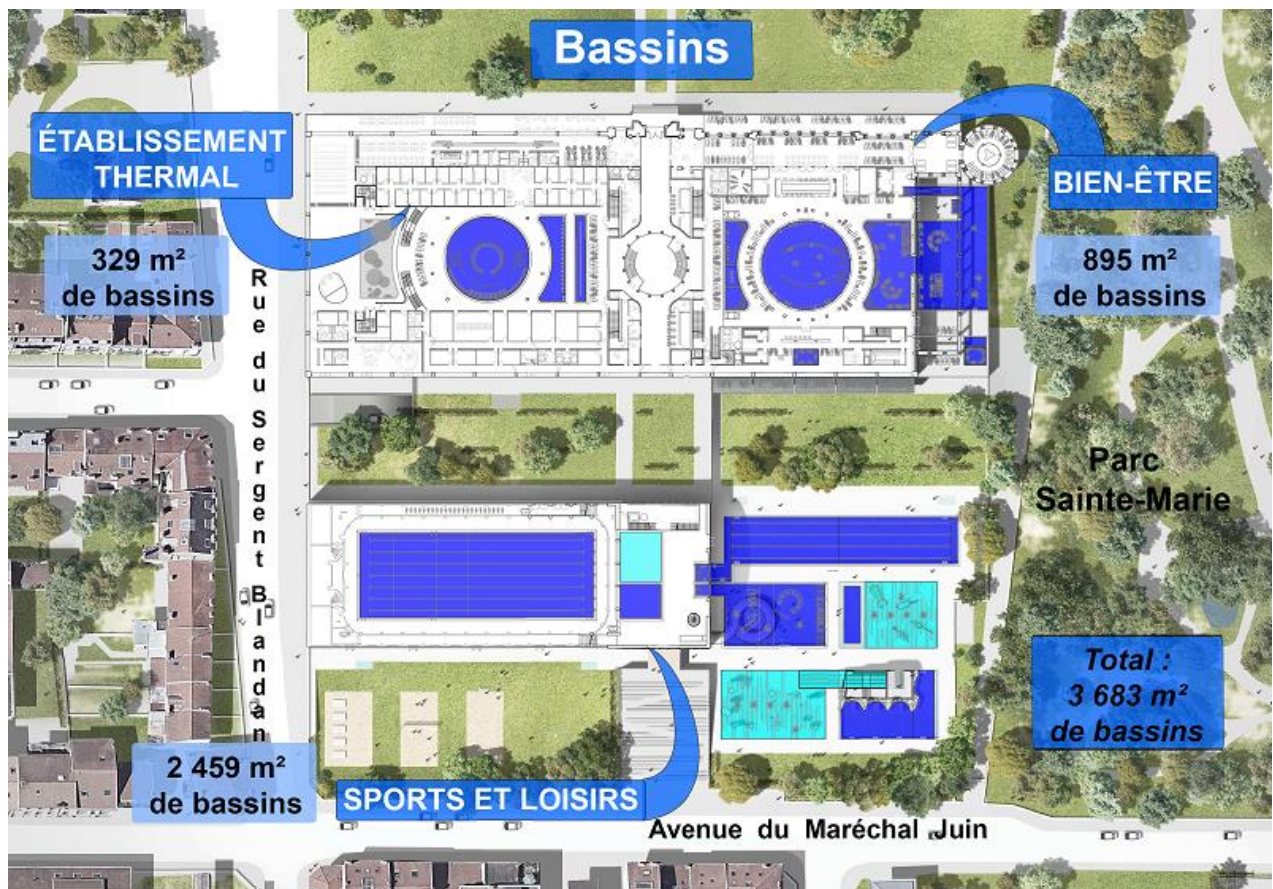 Bassins
ÉTABLISSEMENT
THERMAL
329 m²
de bassins
BIEN-ÊTRE
895 m²
de bassins
Rue du Sergent Blandan
Parc
Sainte-Marie
Total :
3 683 m²
de bassins
2 459 m²
de bassins
SPORTS ET LOISIRS
Avenue du Maréchal Juin